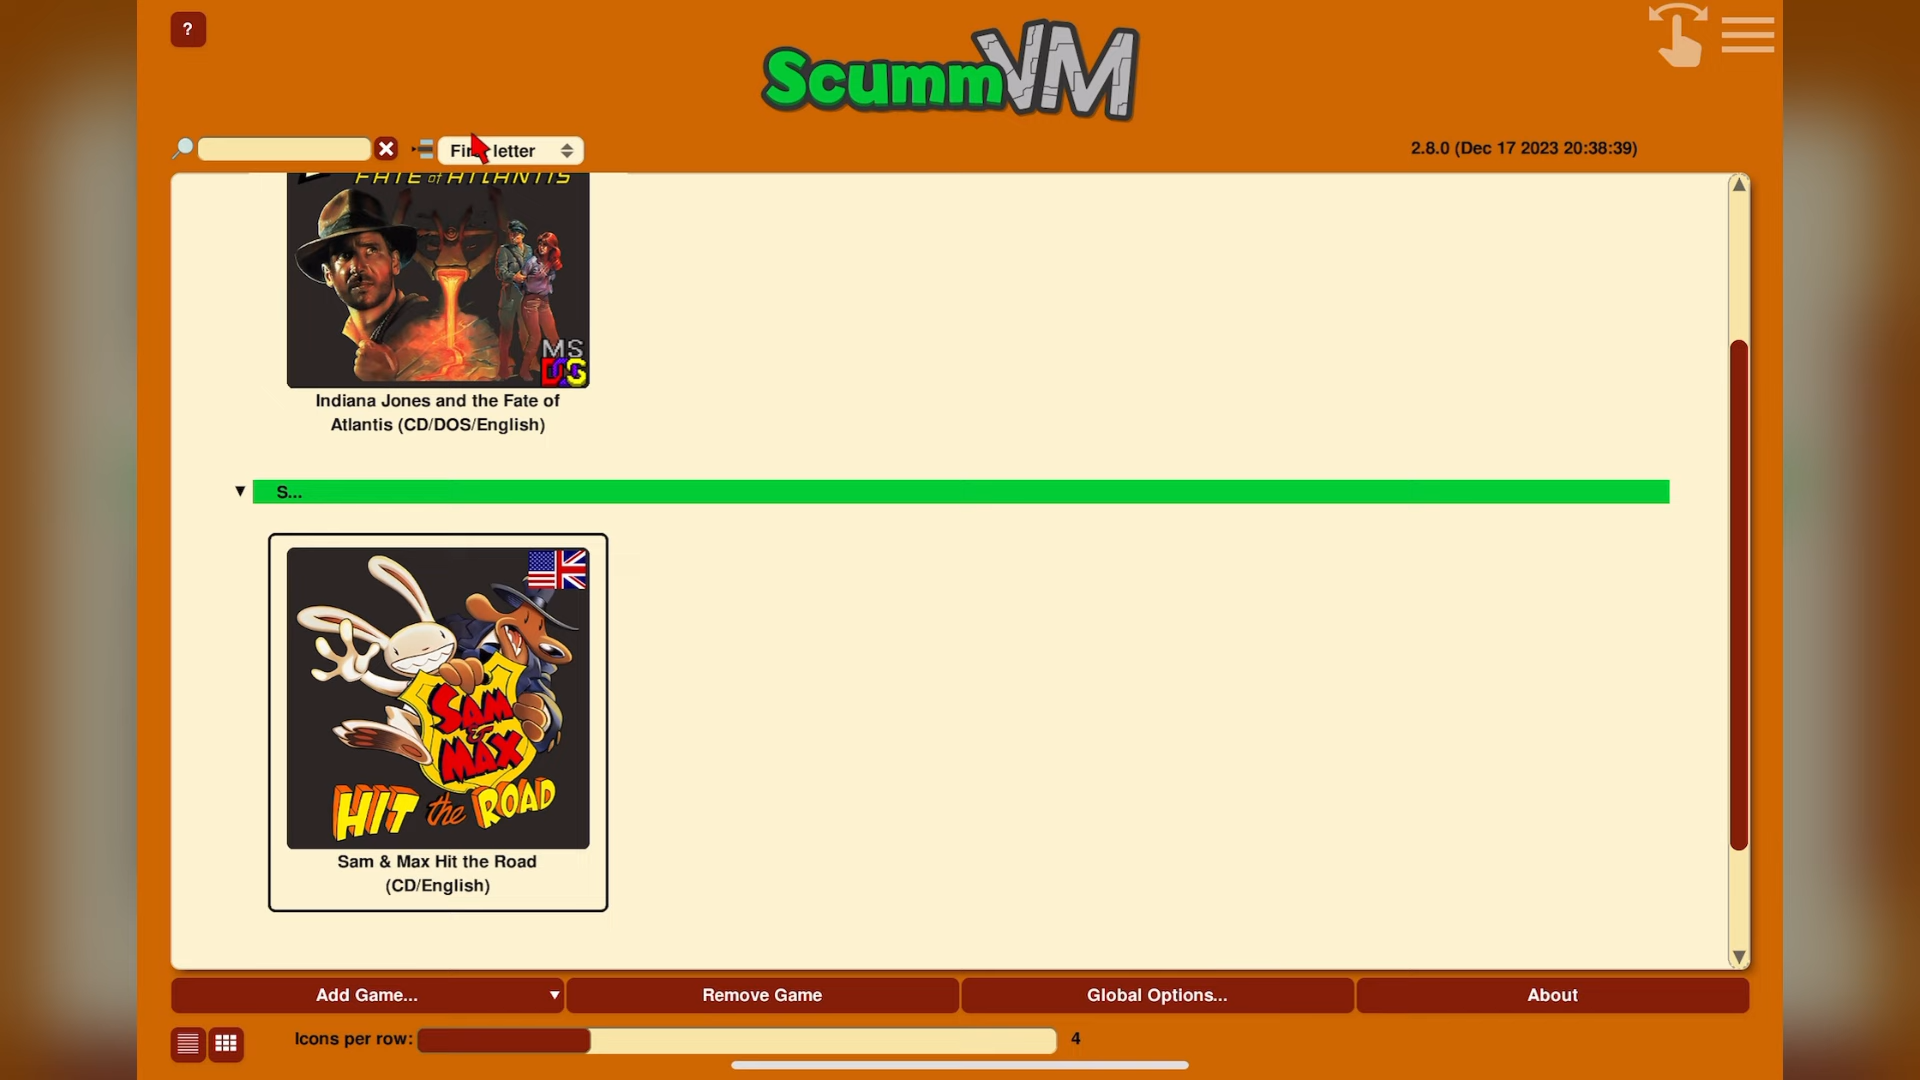 ?
ScummVM
First letter
2.8.0 (Dec 17 2023 20:38:39)
FATE of ATLANTIS
MS
DOS
Indiana Jones and the Fate of
Atlantis (CD/DOS/English)
S...
SAM
&
MAX
HIT the ROAD
Sam & Max Hit the Road
(CD/English)
Add Game...
Remove Game
Global Options...
About
Icons per row:
4